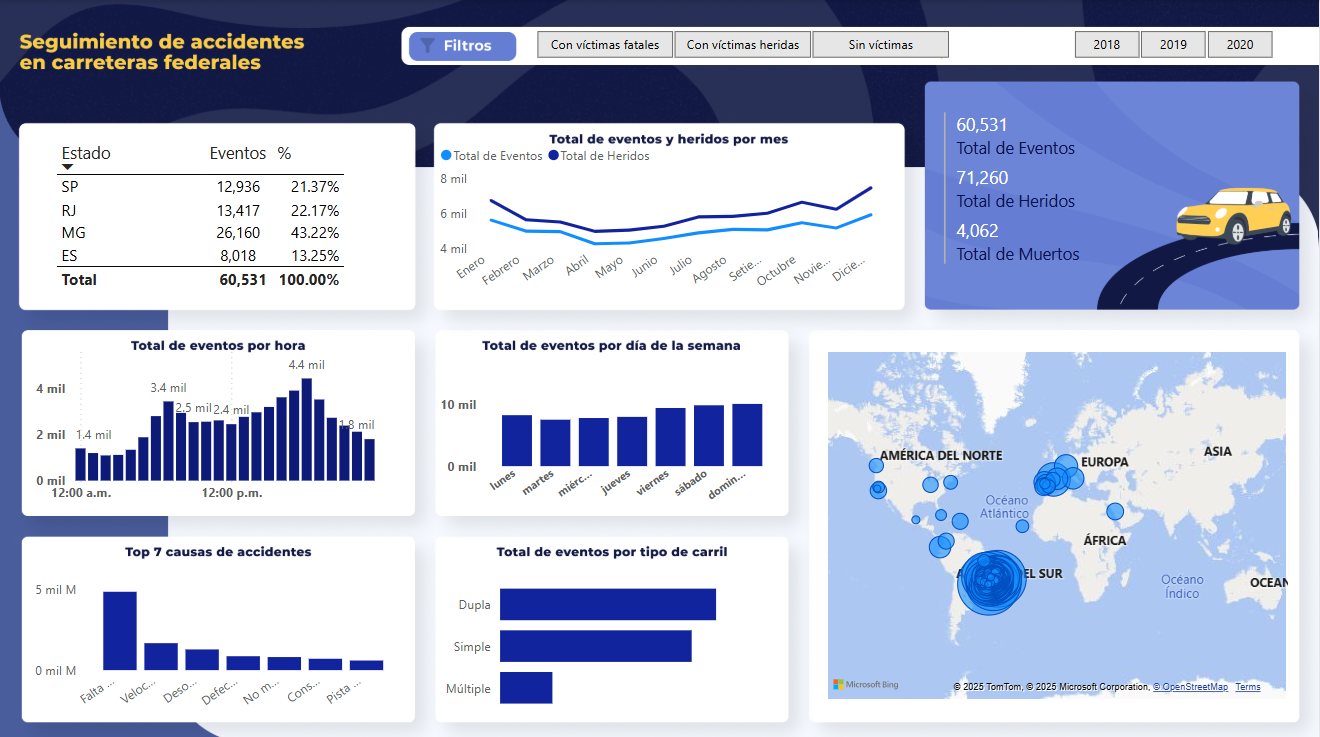 Seguimiento de accidentes
en carreteras federales
Filtros
Con víctimas fatales
Con víctimas heridas
Sin víctimas
2018
2019
2020
Estado Eventos %
SP 12,936 21.37%
RJ 13,417 22.17%
MG 26,160 43.22%
ES 8,018 13.25%
Total 60,531 100.00%
Total de eventos y heridos por mes
Total de Eventos Total de Heridos
8 mil
6 mil
4 mil
Enero
Febrero
Marzo
Abril
Mayo
Junio
Julio
Agosto
Setie...
Octubre
Novie...
Dicie...
60,531
Total de Eventos
71,260
Total de Heridos
4,062
Total de Muertos
Total de eventos por hora
4 mil
2 mil
0 mil
1.4 mil
3.4 mil
2.5 mil
2.4 mil
4.4 mil
1.8 mil
12:00 a.m.
12:00 p.m.
Total de eventos por día de la semana
10 mil
0 mil
lunes
martes
miérc...
jueves
viernes
sábado
domin...
AMÉRICA DEL NORTE
EUROPA
ASIA
Océano
Atlántico
ÁFRICA
EL SUR
Océano
Índico
OCEAN
Microsoft Bing
© 2025 TomTom, © 2025 Microsoft Corporation, © OpenStreetMap Terms
Top 7 causas de accidentes
5 mil M
0 mil M
Falta ...
Veloc...
Deso...
Defec...
No m...
Cons...
Pista ...
Total de eventos por tipo de carril
Dupla
Simple
Múltiple